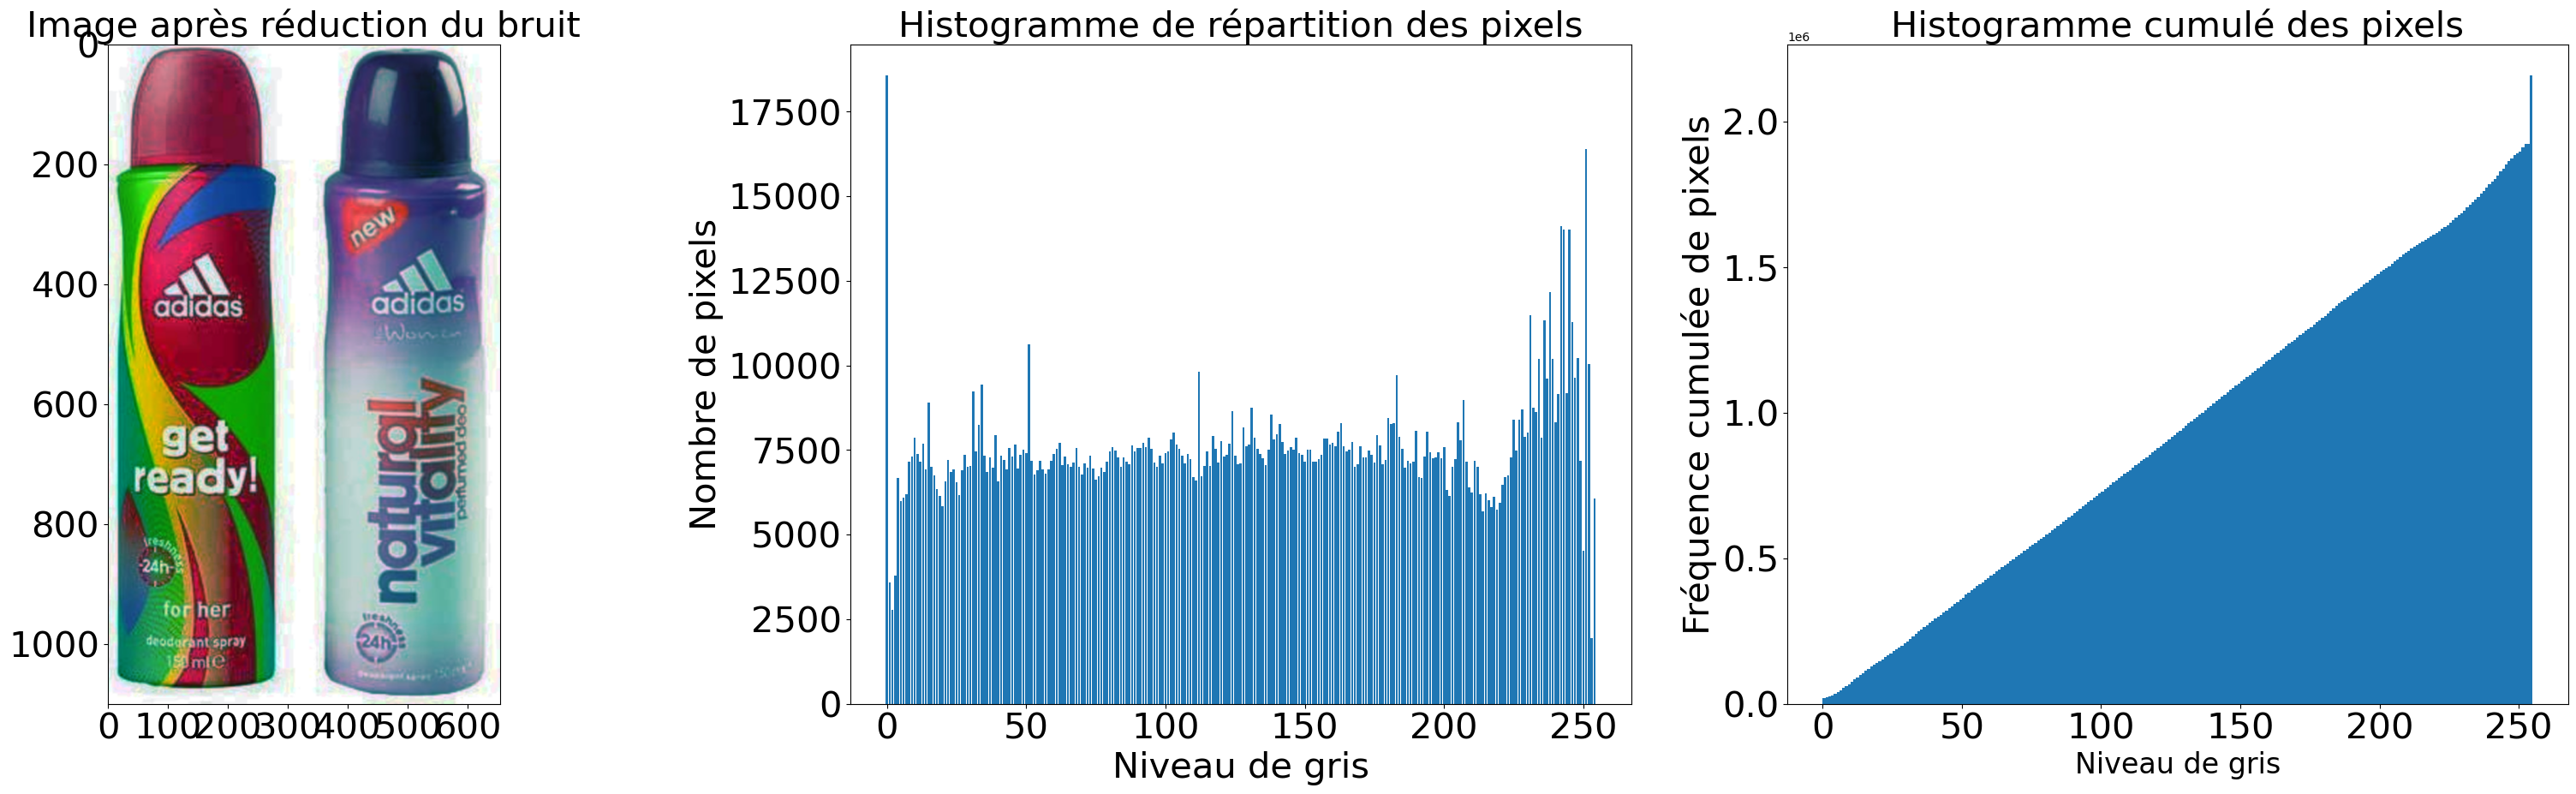 Image après réduction du bruit
0
200
400
600
800
1000
0 100 200 300 400 500 600
new
adidas
get
ready!
freshness
24h
for her
deodorant spray
150 ml e
adidas
natural
vitality
perfumed deo
freshness
24h
Histogramme de répartition des pixels
Nombre de pixels
17500
15000
12500
10000
7500
5000
2500
0
0 50 100 150 200 250
Niveau de gris
Histogramme cumulé des pixels
1e6
Fréquence cumulée de pixels
2.0
1.5
1.0
0.5
0.0
0 50 100 150 200 250
Niveau de gris